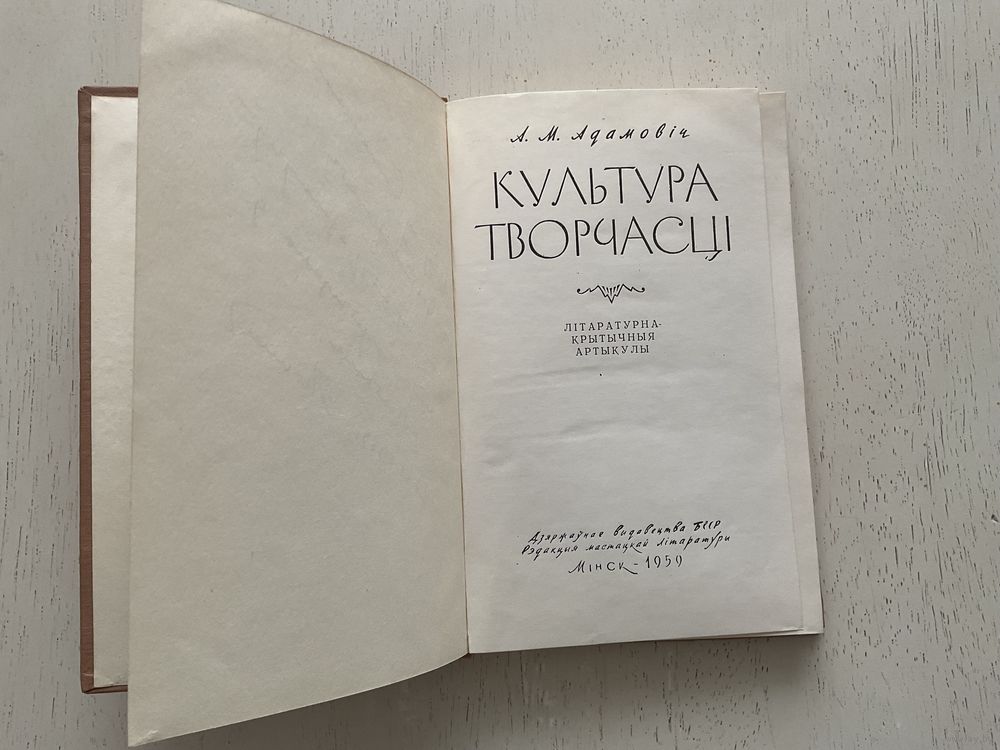 А. М. Адамовіч
КУЛЬТУРА
ТВОРЧАСЦІ
ЛІТАРАТУРНА-
КРЫТЫЧНЫЯ
АРТЫКУЛЫ
Дзяржаўнае выдавецтва БССР
Рэдакцыя мастацкай літаратуры
Мінск - 1959